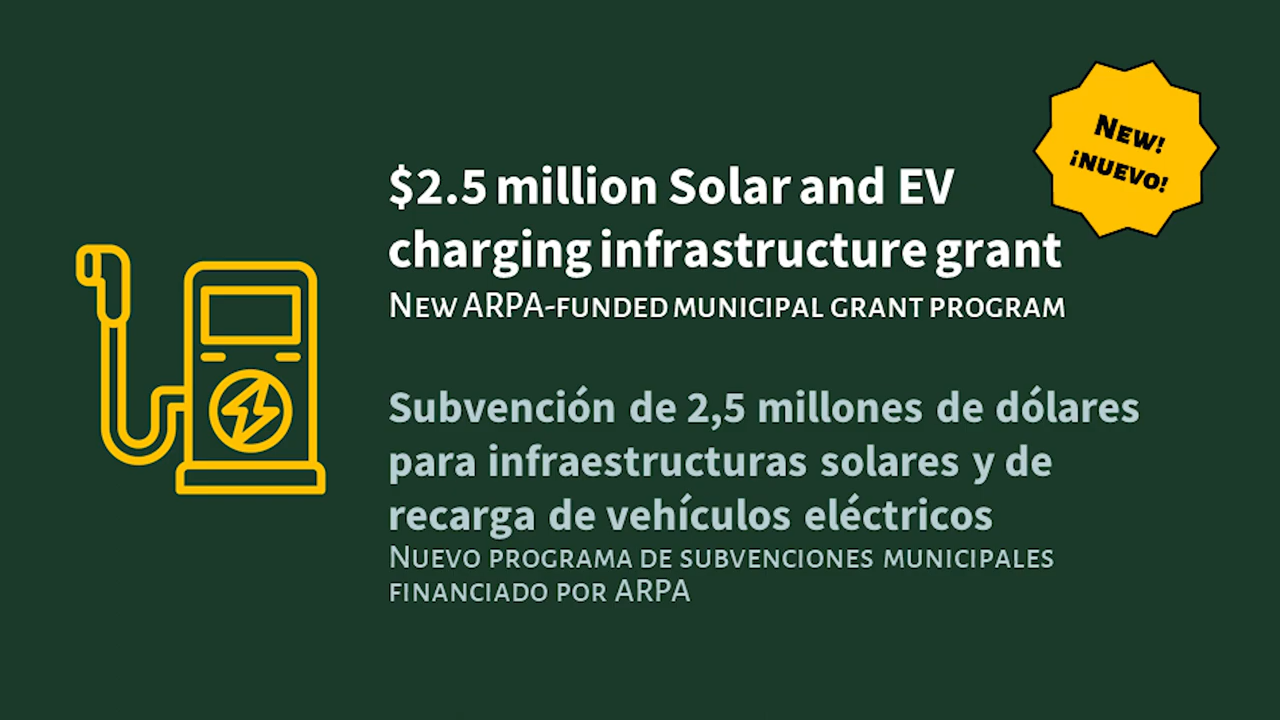 New!
¡NUEVO!
$2.5 million Solar and EV
charging infrastructure grant
New ARPA-funded municipal grant program
Subvención de 2,5 millones de dólares
para infraestructuras solares y de
recarga de vehículos eléctricos
Nuevo programa de subvenciones municipales
financiado por ARPA